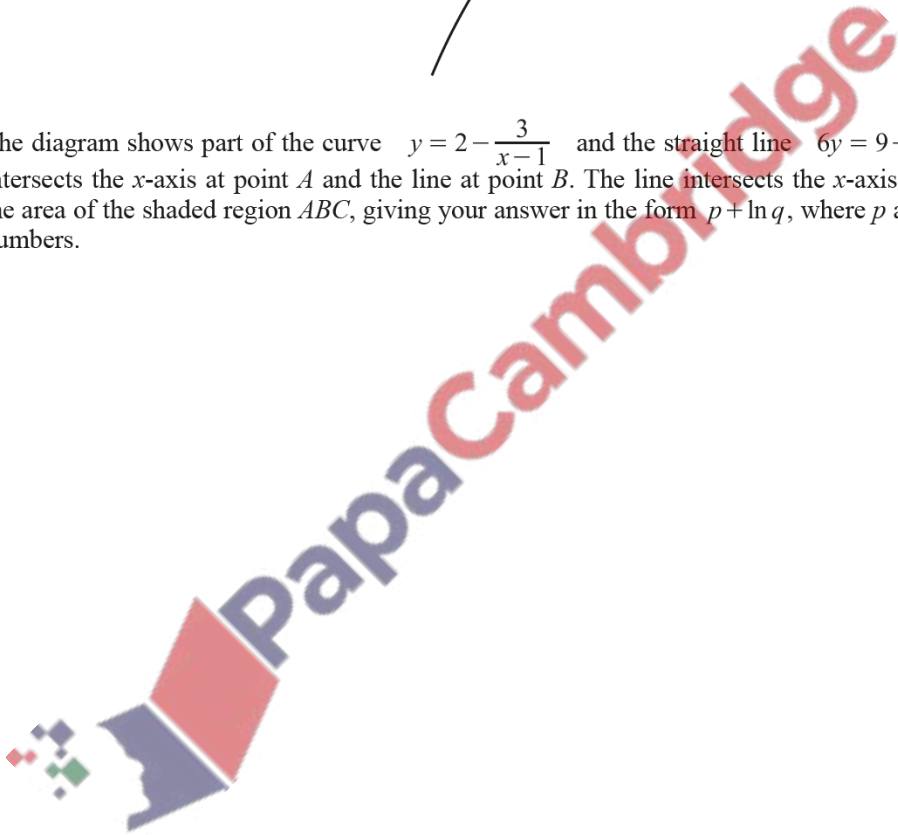 he diagram shows part of the curve y = 2 - \frac{3}{x-1} and the straight line 6y = 9 -
tersects the x-axis at point A and the line at point B. The line intersects the x-axis
e area of the shaded region ABC, giving your answer in the form p + ln q, where p a
umbers.
PapaCambridge